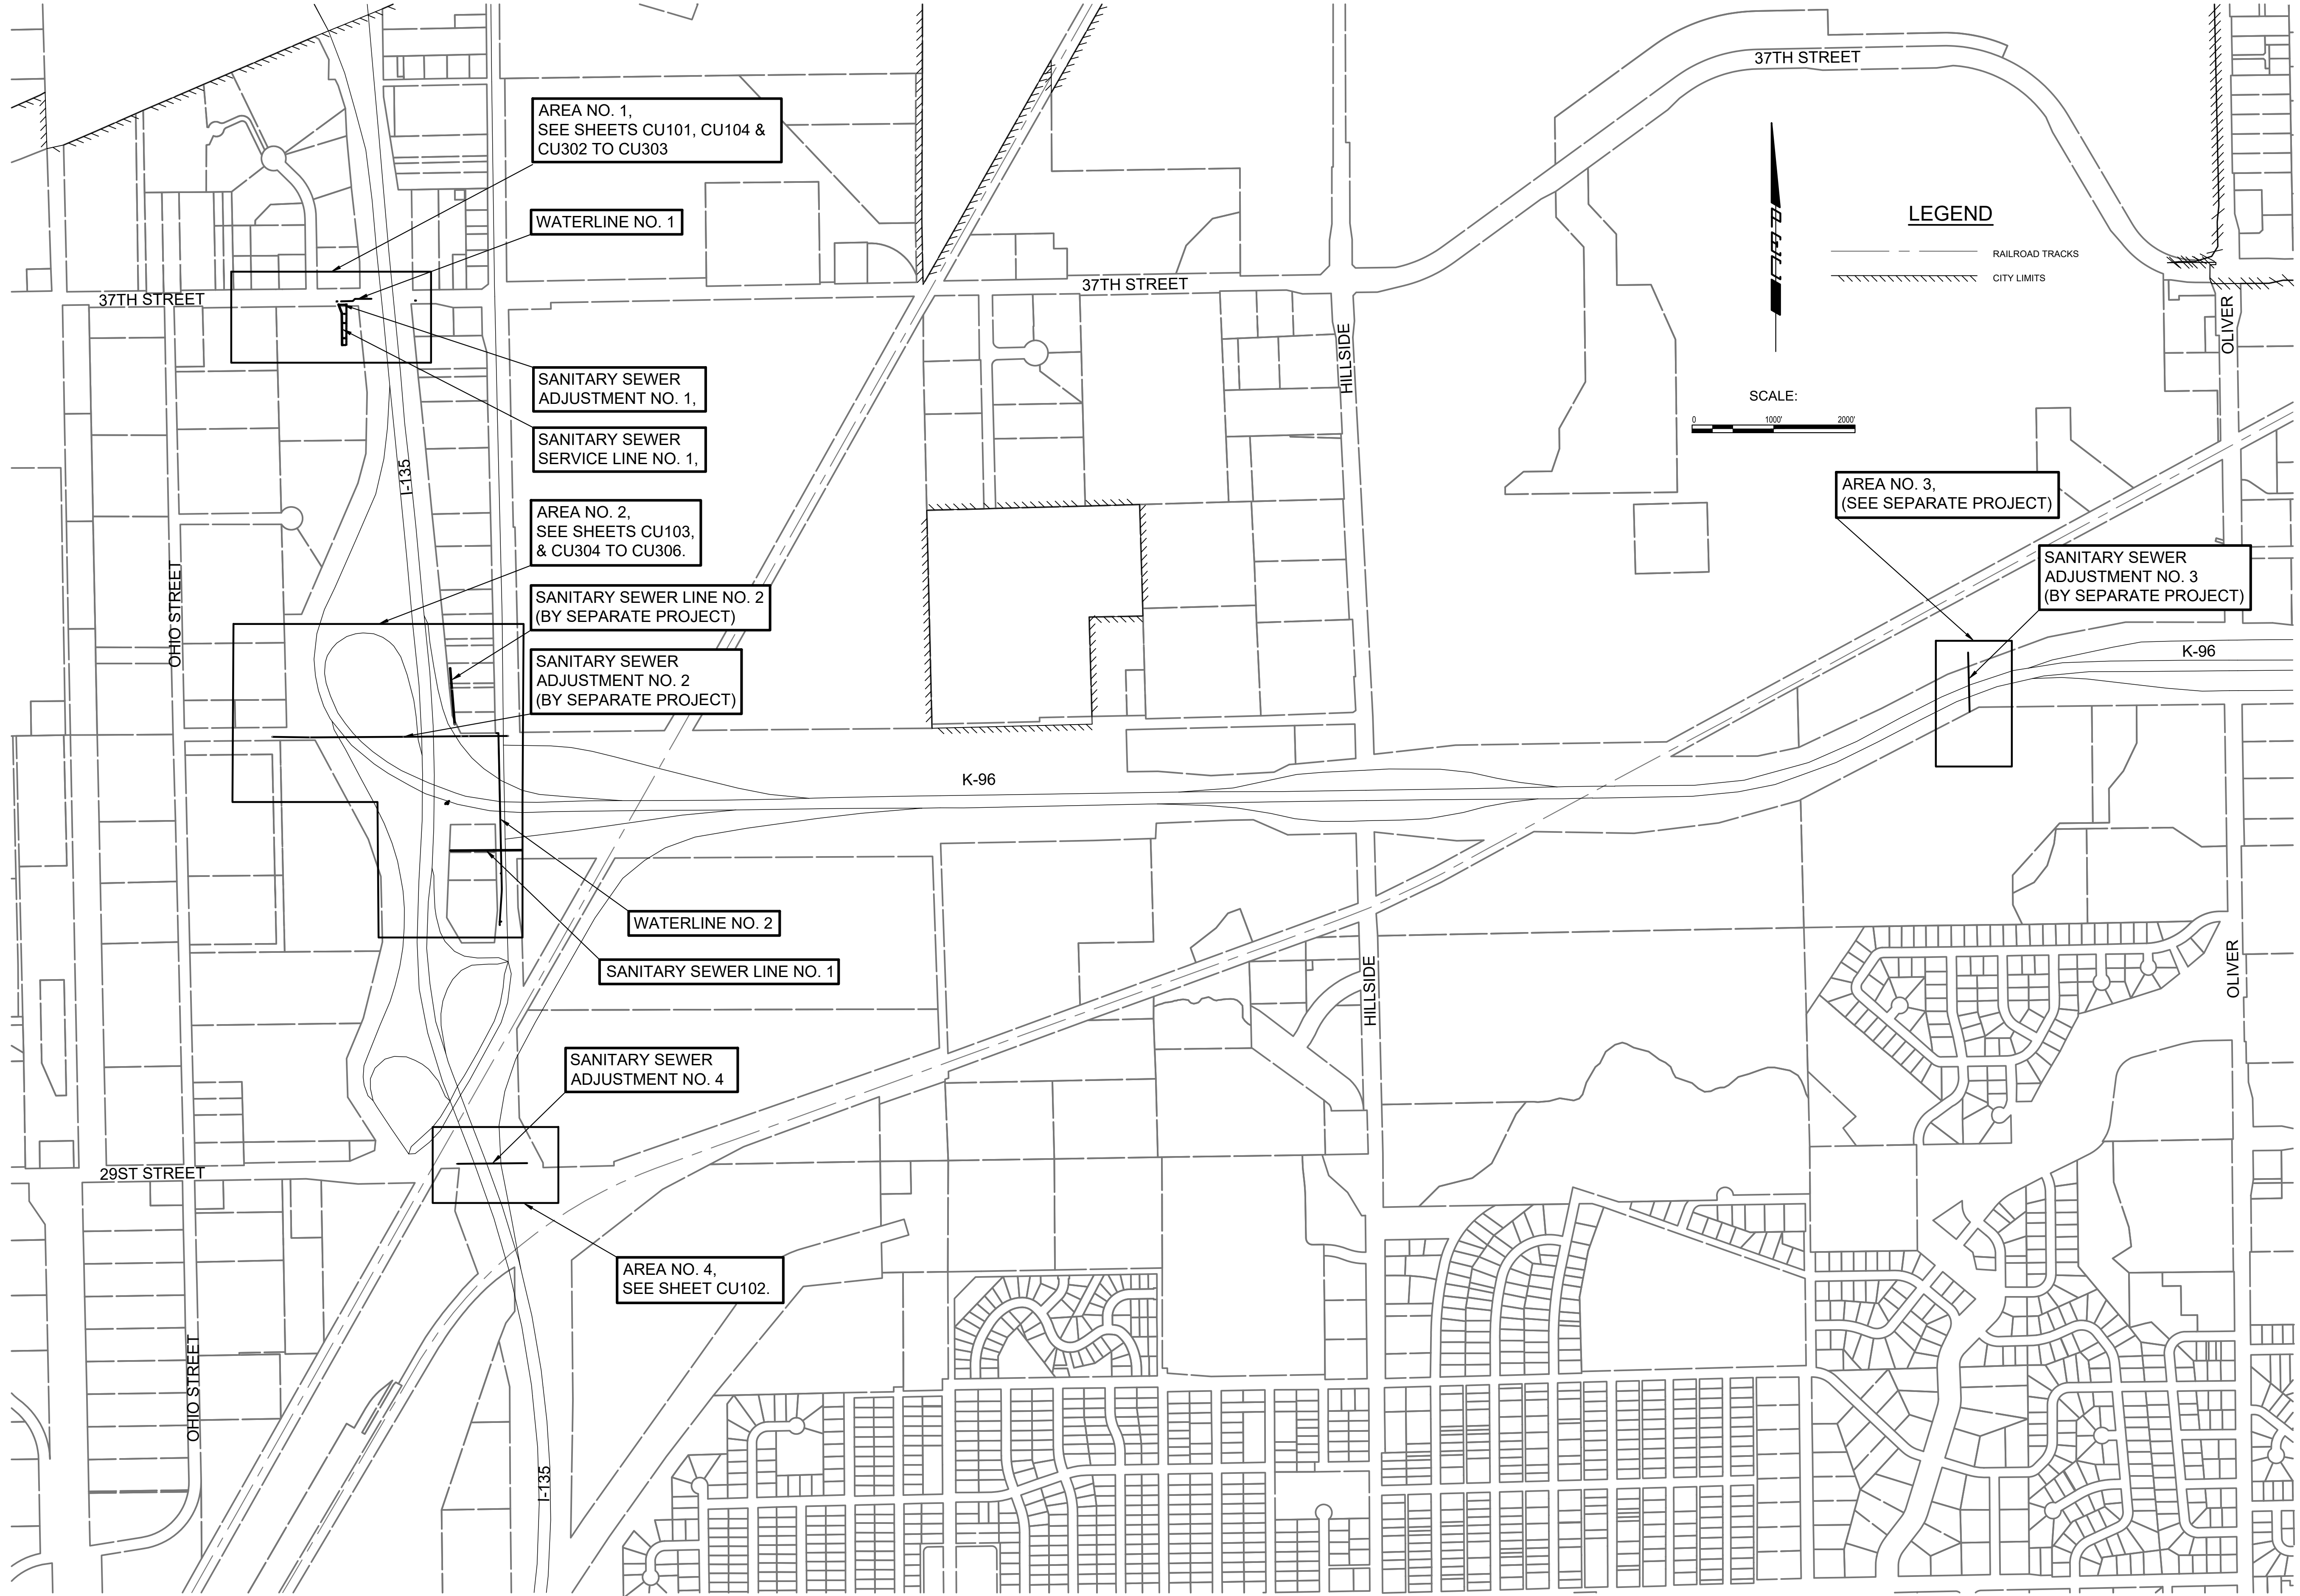 37TH STREET
AREA NO. 1,
SEE SHEETS CU101, CU104 &
CU302 TO CU303
WATERLINE NO. 1
LEGEND
RAILROAD TRACKS
CITY LIMITS
37TH STREET
37TH STREET
HILLSIDE
OLIVER
SANITARY SEWER
ADJUSTMENT NO. 1,
SCALE:
0 1000' 2000'
SANITARY SEWER
SERVICE LINE NO. 1,
I-135
AREA NO. 2,
SEE SHEETS CU103,
& CU304 TO CU306.
AREA NO. 3,
(SEE SEPARATE PROJECT)
SANITARY SEWER
ADJUSTMENT NO. 3
(BY SEPARATE PROJECT)
OHIO STREET
SANITARY SEWER LINE NO. 2
(BY SEPARATE PROJECT)
SANITARY SEWER
ADJUSTMENT NO. 2
(BY SEPARATE PROJECT)
K-96
K-96
WATERLINE NO. 2
SANITARY SEWER LINE NO. 1
HILLSIDE
OLIVER
SANITARY SEWER
ADJUSTMENT NO. 4
29ST STREET
AREA NO. 4,
SEE SHEET CU102.
OHIO STREET
I-135